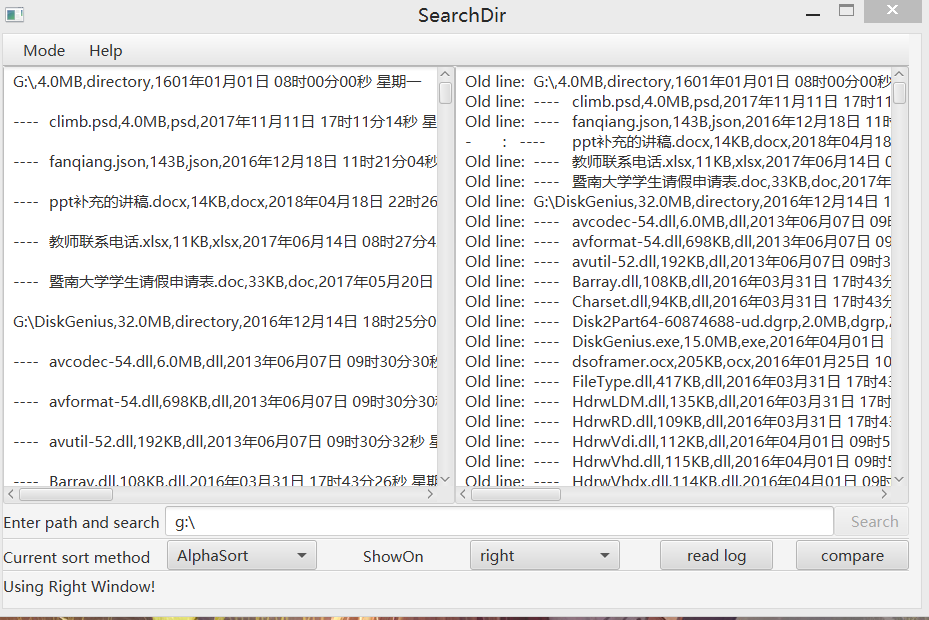 SearchDir
Mode Help
G:\,4.0MB,directory,1601年01月01日 08时00分00秒 星期一
---- climb.psd,4.0MB,psd,2017年11月11日 17时11分14秒 星
---- fanqiang.json,143B,json,2016年12月18日 11时21分04秒
---- ppt补充的讲稿.docx,14KB,docx,2018年04月18日 22时26
---- 教师联系电话.xlsx,11KB,xlsx,2017年06月14日 08时27分4
---- 暨南大学学生请假申请表.doc,33KB,doc,2017年05月20日
G:\DiskGenius,32.0MB,directory,2016年12月14日 18时25分0
---- avcodec-54.dll,6.0MB,dll,2013年06月07日 09时30分30秒
---- avformat-54.dll,698KB,dll,2013年06月07日 09时30分30
---- avutil-52.dll,192KB,dll,2013年06月07日 09时30分32秒 星
---- Barray.dll,108KB,dll,2016年03月31日 17时43分26秒 星期
Old line: G:\,4.0MB,directory,1601年01月01日 08时00分00秒
Old line: ---- climb.psd,4.0MB,psd,2017年11月11日 17时11
Old line: ---- fanqiang.json,143B,json,2016年12月18日 11时
- : ---- ppt补充的讲稿.docx,14KB,docx,2018年04月18
Old line: ---- 教师联系电话.xlsx,11KB,xlsx,2017年06月14日 0
Old line: ---- 暨南大学学生请假申请表.doc,33KB,doc,2017年
Old line: G:\DiskGenius,32.0MB,directory,2016年12月14日 1
Old line: ---- avcodec-54.dll,6.0MB,dll,2013年06月07日 09时
Old line: ---- avformat-54.dll,698KB,dll,2013年06月07日 09
Old line: ---- avutil-52.dll,192KB,dll,2013年06月07日 09时3
Old line: ---- Barray.dll,108KB,dll,2016年03月31日 17时43分
Old line: ---- Charset.dll,94KB,dll,2016年03月31日 17时43分
Old line: ---- Disk2Part64-60874688-ud.dgrp,2.0MB,dgrp,
Old line: ---- DiskGenius.exe,15.0MB,exe,2016年04月01日
Old line: ---- dsoframer.ocx,205KB,ocx,2016年01月25日 10
Old line: ---- FileType.dll,417KB,dll,2016年03月31日 17时43
Old line: ---- HdrwLDM.dll,135KB,dll,2016年03月31日 17时
Old line: ---- HdrwRD.dll,109KB,dll,2016年03月31日 17时43
Old line: ---- HdrwVdi.dll,112KB,dll,2016年04月01日 09时5
Old line: ---- HdrwVhd.dll,115KB,dll,2016年04月01日 09时5
Old line: ---- HdrwVhdx.dll,114KB,dll,2016年04月01日 09时
Enter path and search g:\ Search
Current sort method AlphaSort ShowOn right read log compare
Using Right Window!